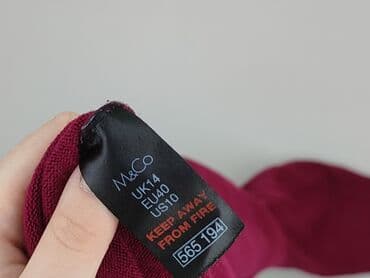 M&Co
UK14
EU40
US10
KEEP AWAY
FROM FIRE
565 194